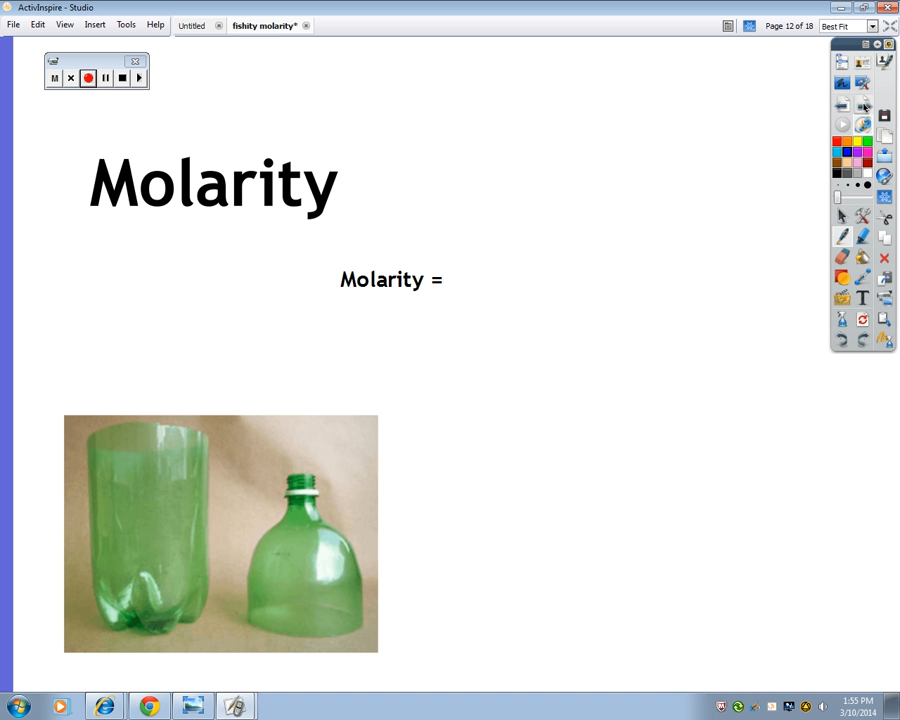 ActivInspire - Studio
File Edit View Insert Tools Help Untitled fishity molarity* Page 12 of 18 Best Fit
M
Molarity
Molarity =
T
1:55 PM
3/10/2014